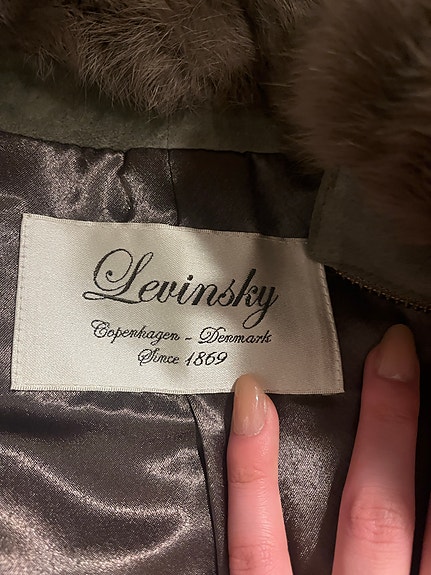 Levinsky
Copenhagen - Denmark
Since 1869